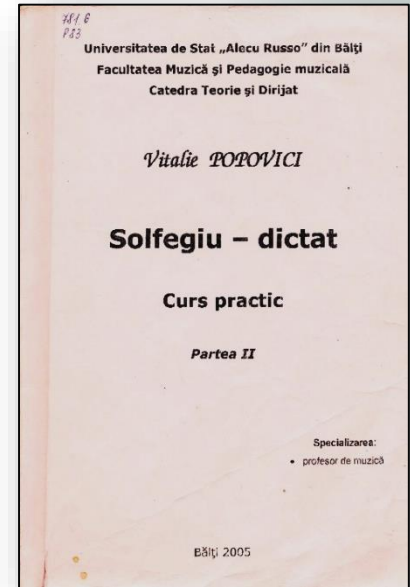 781.6
P83
Universitatea de Stat „Alecu Russo” din Bălţi
Facultatea Muzică şi Pedagogie muzicală
Catedra Teorie şi Dirijat
Vitalie POPOVICI
Solfegiu – dictat
Curs practic
Partea II
Specializarea:
• profesor de muzică
Bălţi 2005